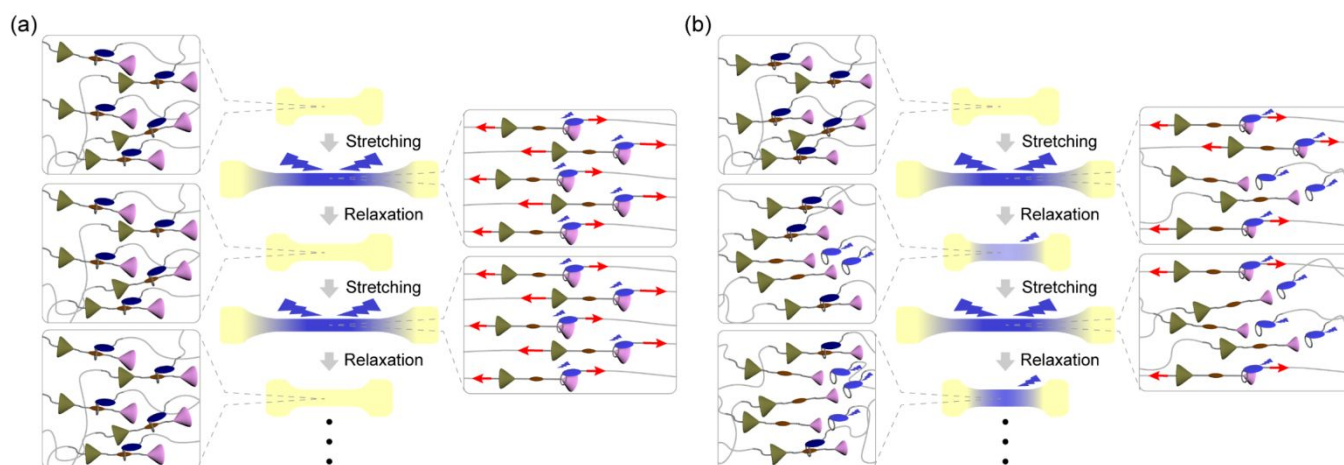 (a)
Stretching
Relaxation
Stretching
Relaxation
(b)
Stretching
Relaxation
Stretching
Relaxation